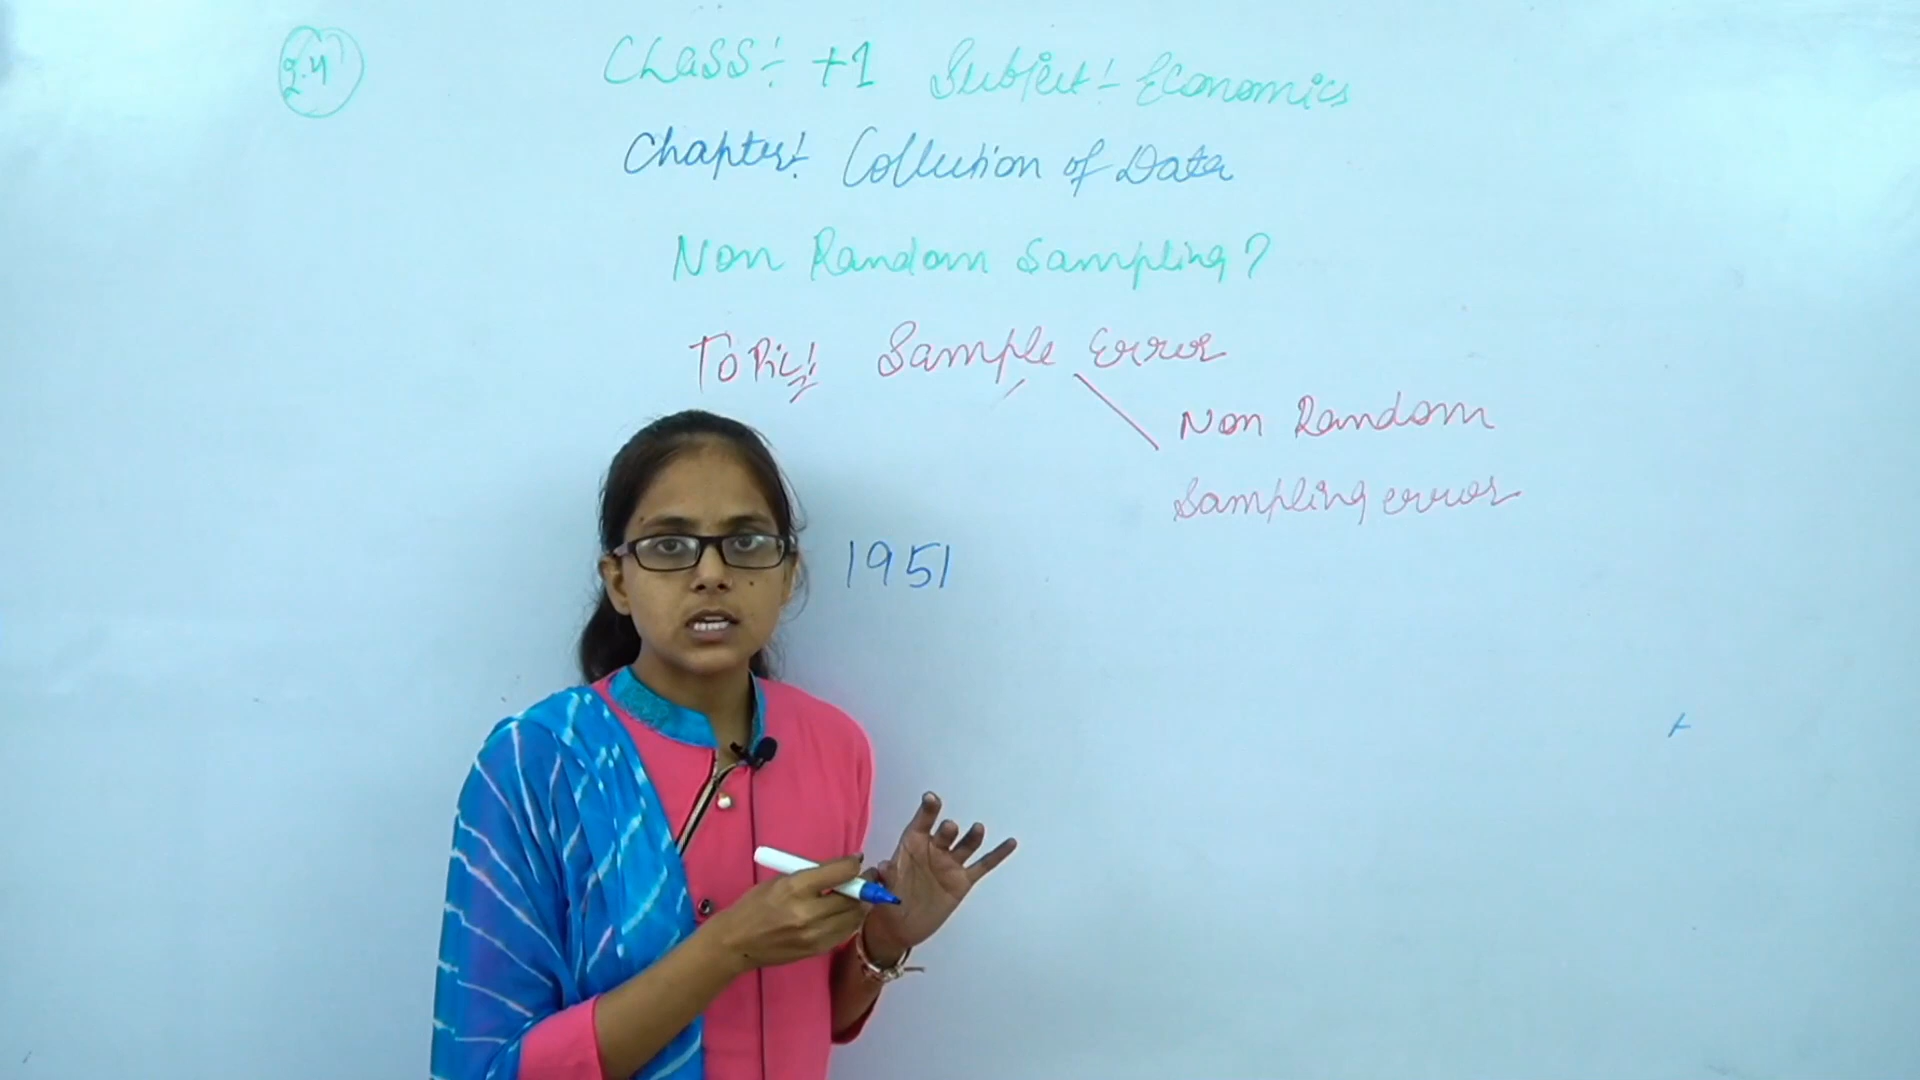 2.4
Class:- +1 Subject:- Economics
Chapter:- Collection of Data
Non Random Sampling?
Topic:- Sample Error
Non Random
Sampling error
1951